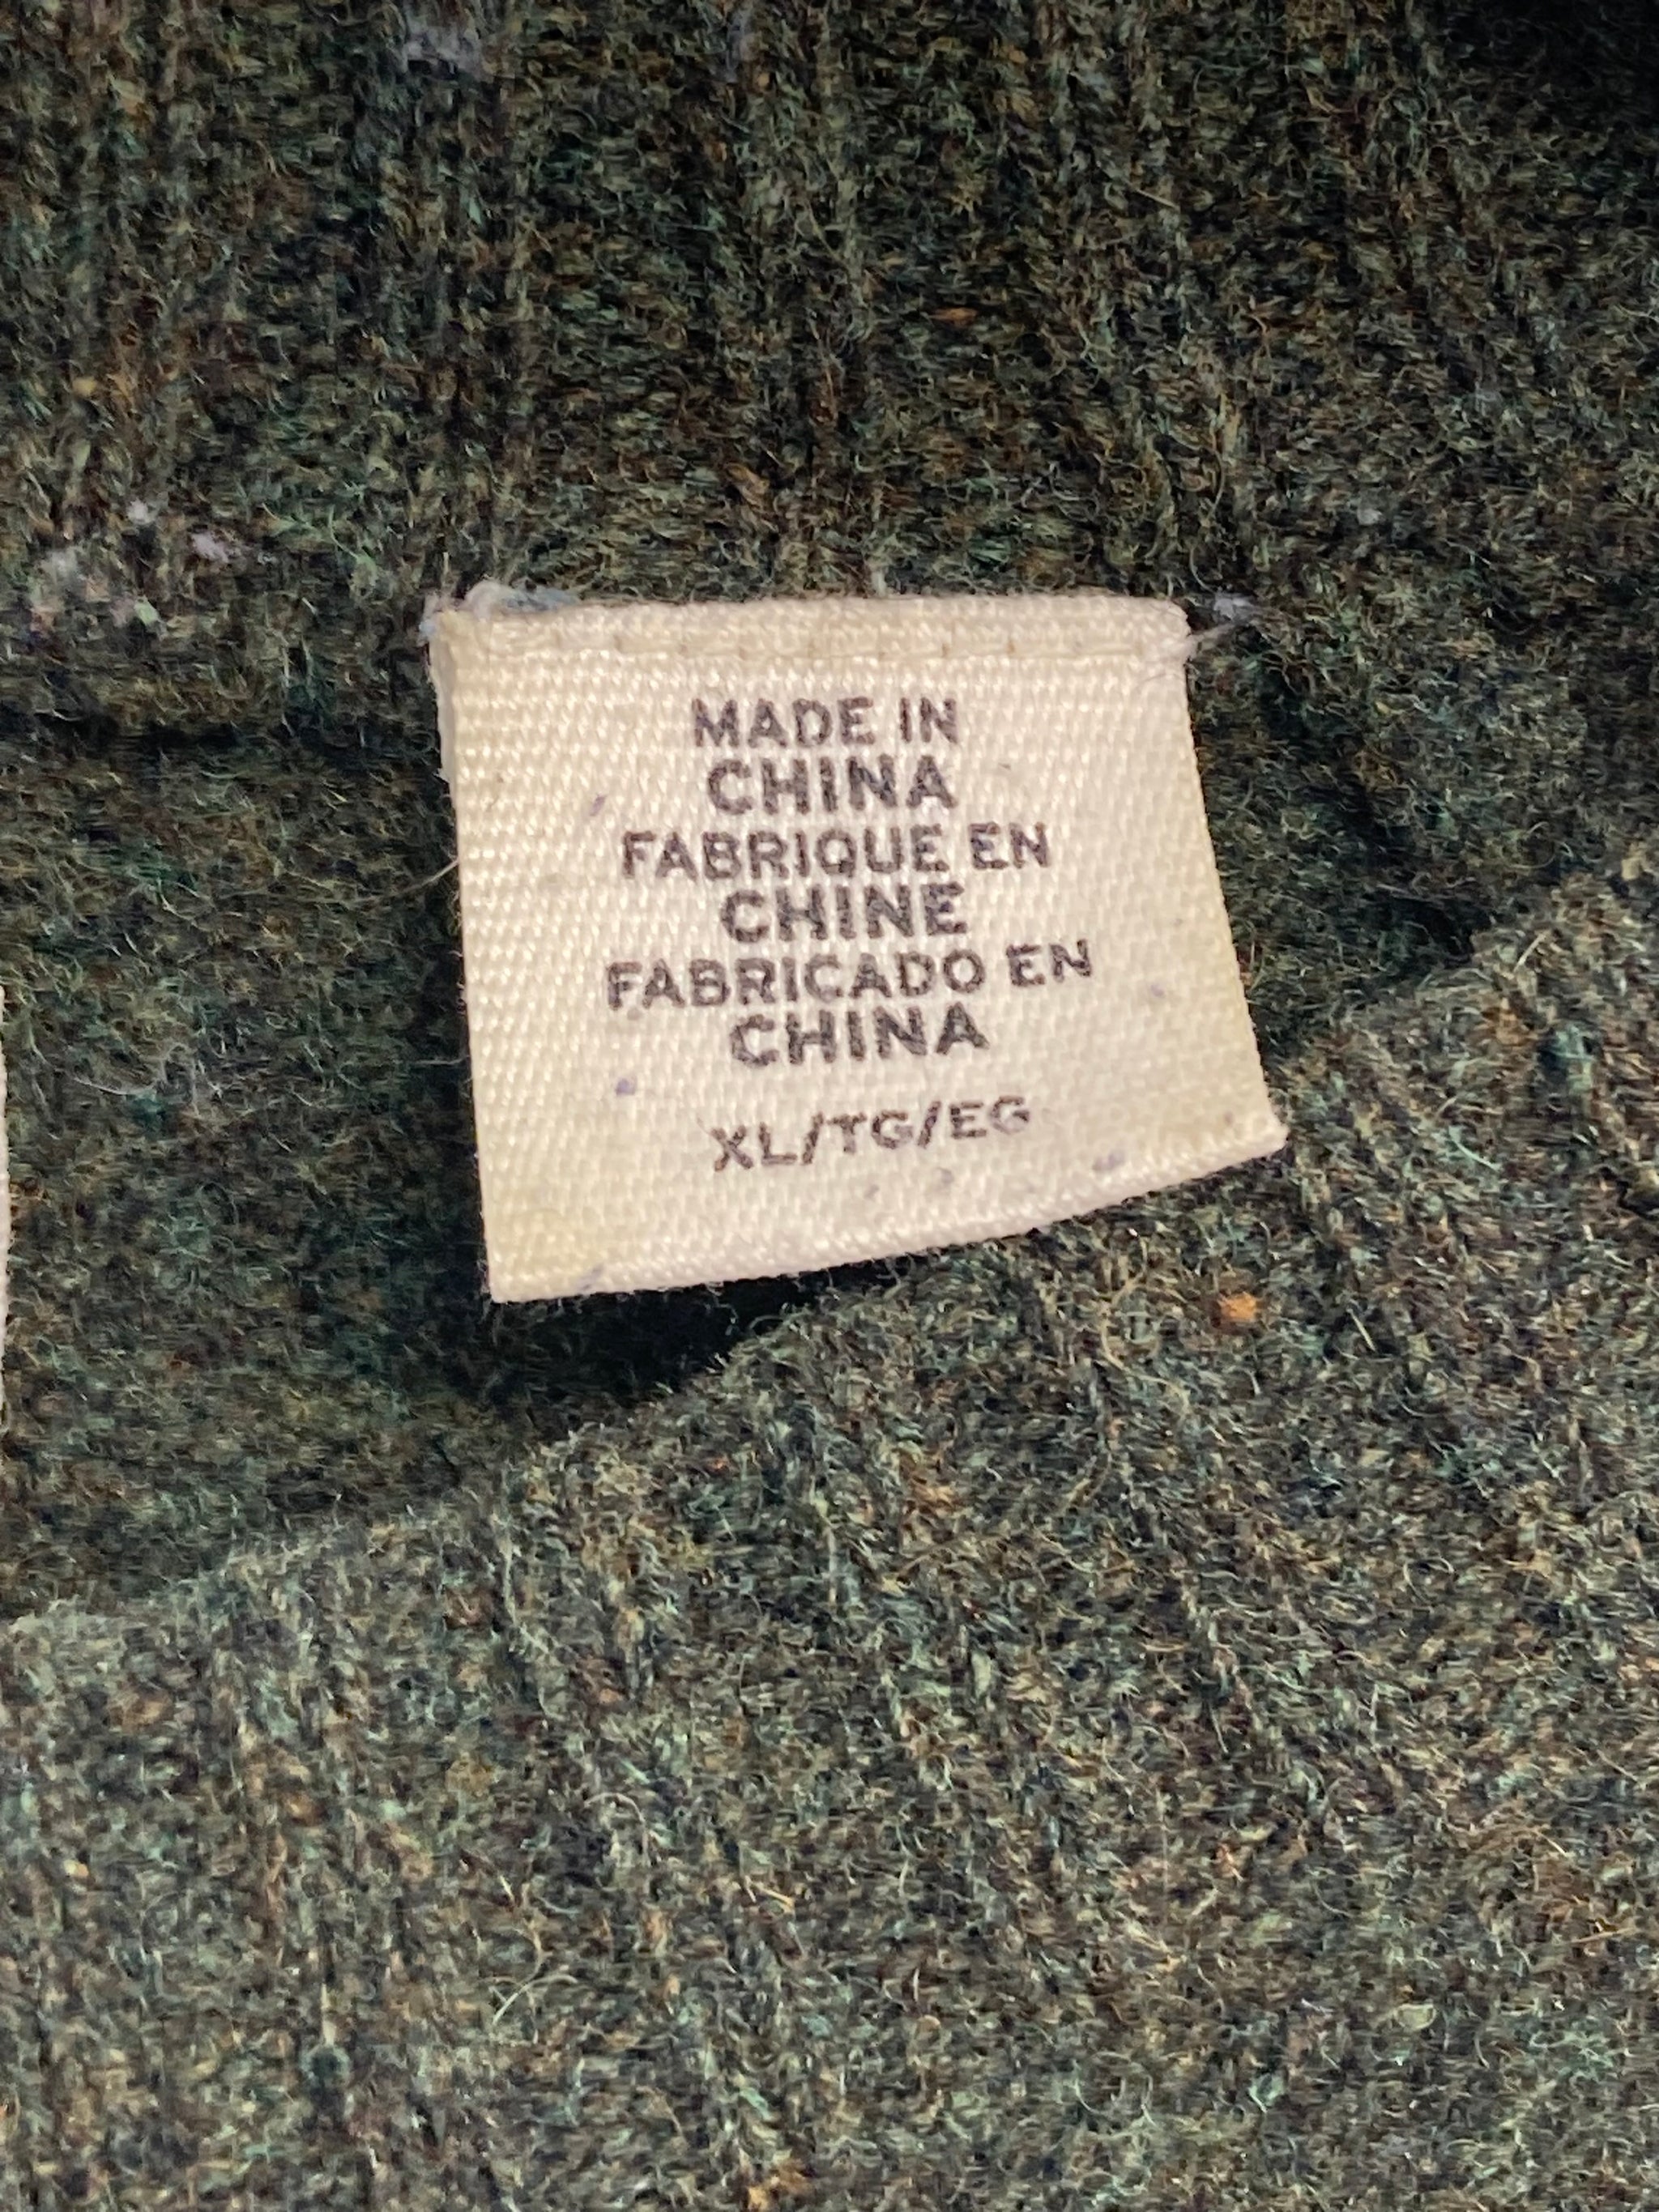 MADE IN
CHINA
FABRIQUE EN
CHINE
FABRICADO EN
CHINA
XL/TG/EG